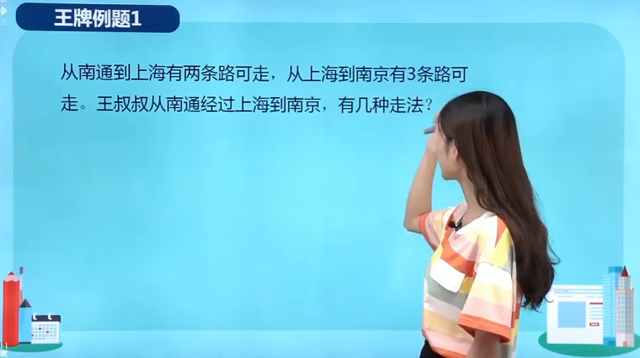 王牌例题1
从南通到上海有两条路可走，从上海到南京有3条路可
走。王叔叔从南通经过上海到南京，有几种走法？